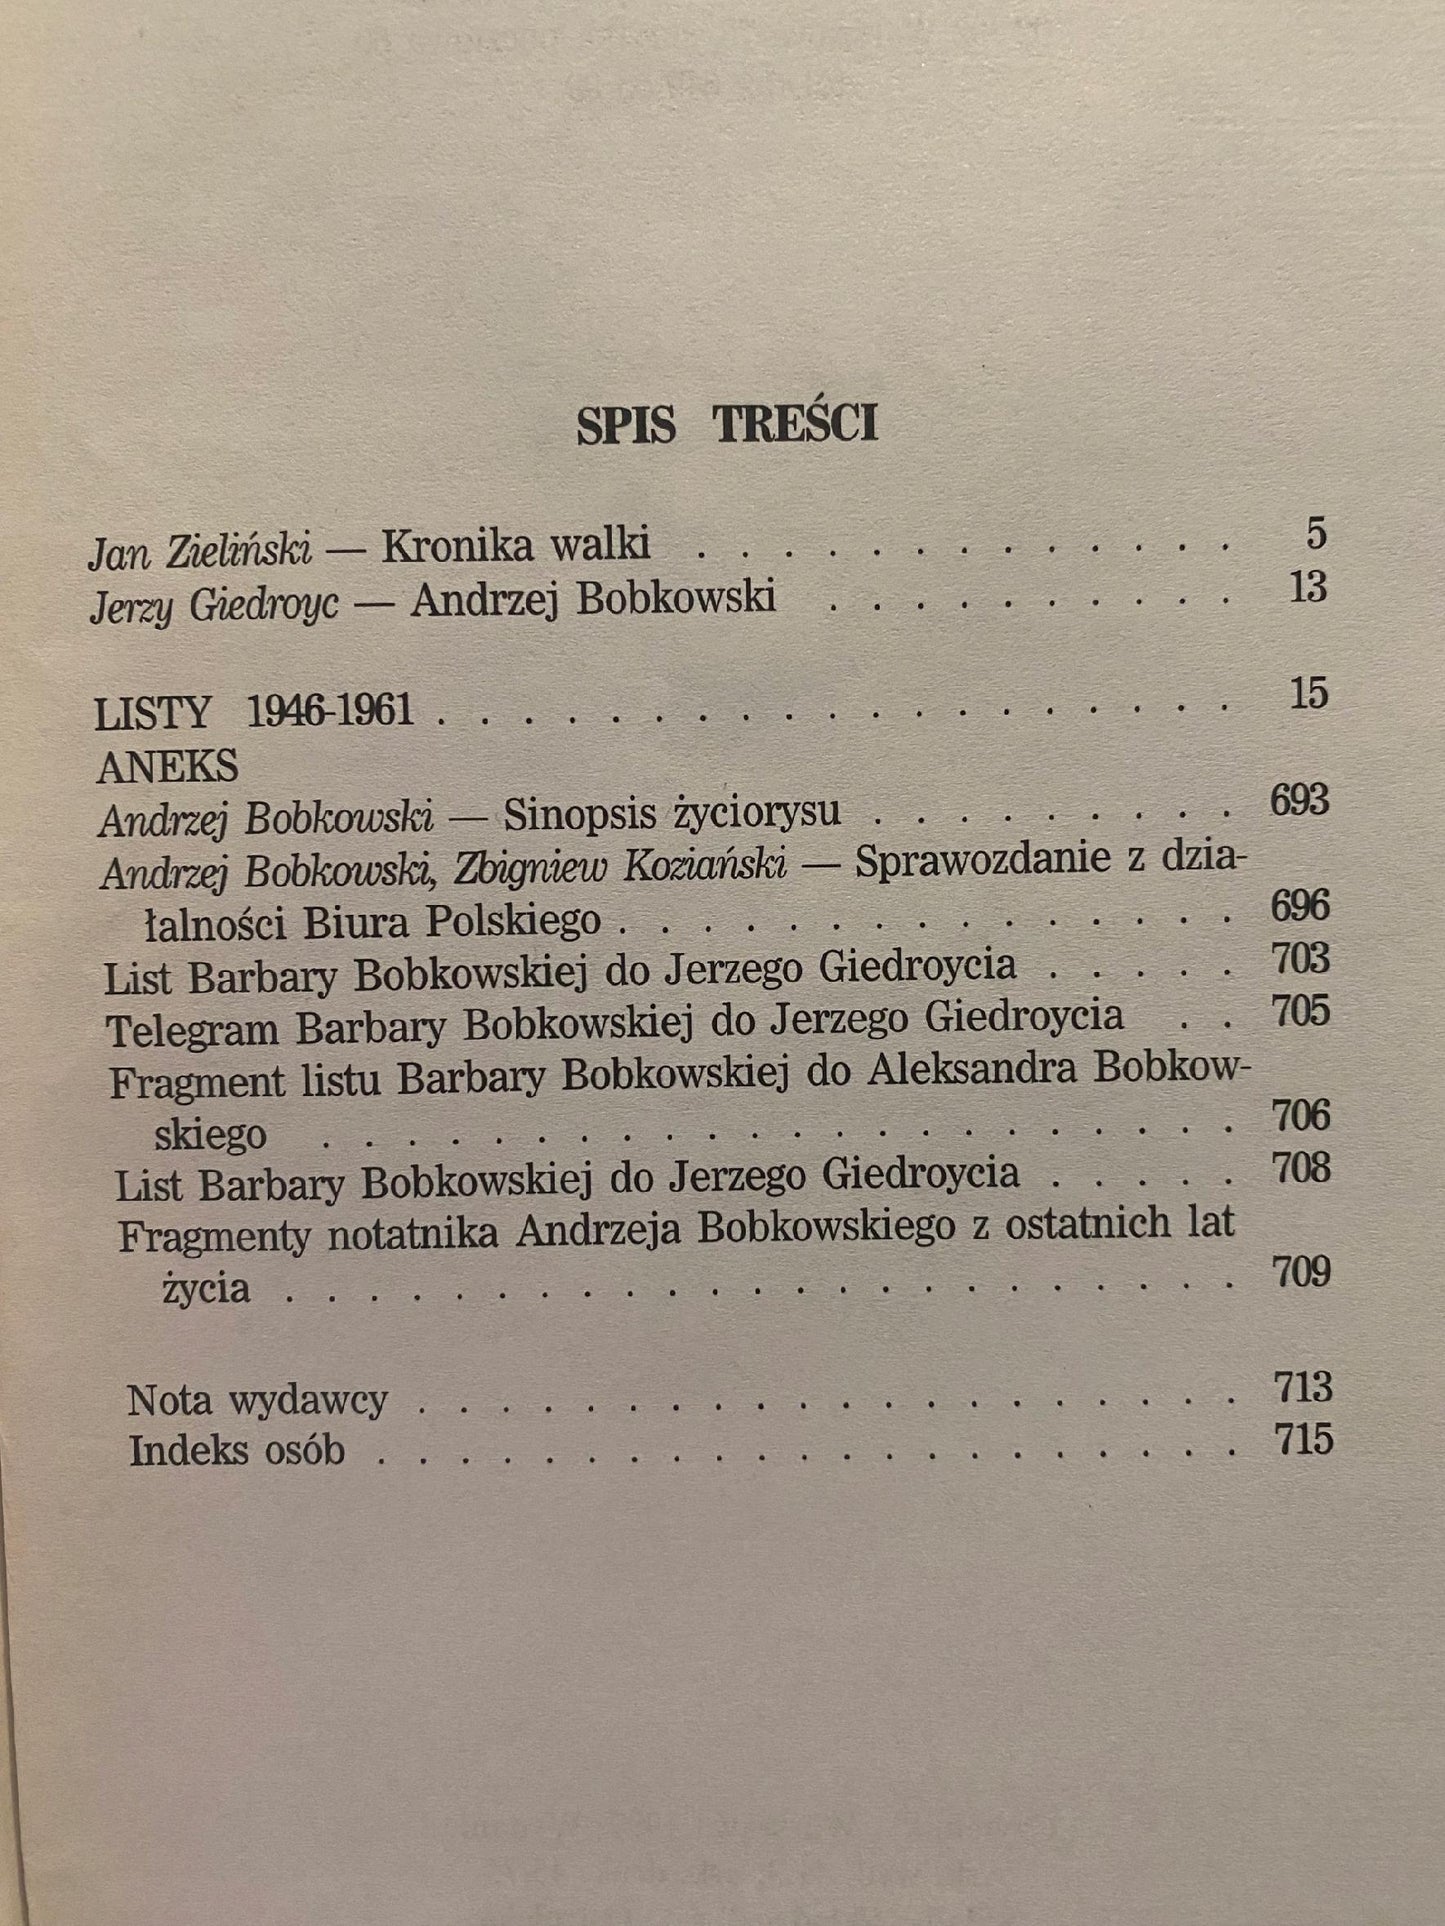 SPIS TREŚCI
Jan Zieliński — Kronika walki . . . . . . . . . . . . . 5
Jerzy Giedroyc — Andrzej Bobkowski . . . . . . . . . . 13
LISTY 1946-1961 . . . . . . . . . . . . . . . . . . . 15
ANEKS
Andrzej Bobkowski — Sinopsis życiorysu . . . . . . . . . 693
Andrzej Bobkowski, Zbigniew Koziański — Sprawozdanie z dzia-
łalności Biura Polskiego . . . . . . . . . . . . . . . 696
List Barbary Bobkowskiej do Jerzego Giedroycia . . . . . 703
Telegram Barbary Bobkowskiej do Jerzego Giedroycia . . 705
Fragment listu Barbary Bobkowskiej do Aleksandra Bobkow-
skiego . . . . . . . . . . . . . . . . . . . . . . 706
List Barbary Bobkowskiej do Jerzego Giedroycia . . . . . 708
Fragmenty notatnika Andrzeja Bobkowskiego z ostatnich lat
życia . . . . . . . . . . . . . . . . . . . . . . . 709
Nota wydawcy . . . . . . . . . . . . . . . . . . . . 713
Indeks osób . . . . . . . . . . . . . . . . . . . . . 715